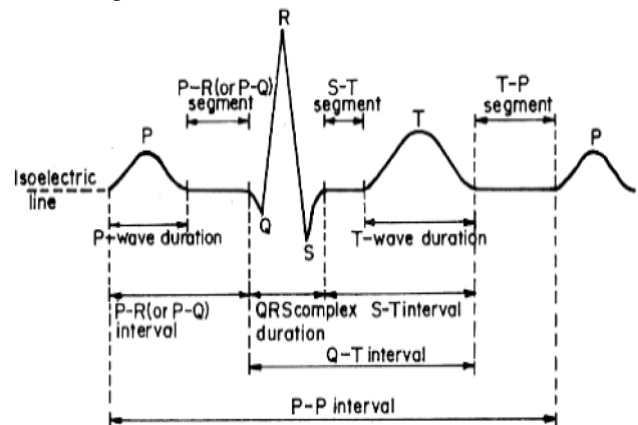 R
P-R(or P-Q)
segment
S-T
segment
T-P
segment
P
T
P
Isoelectric
line
Q
S
P-wave duration
T-wave duration
P-R(or P-Q)
interval
QRS complex
duration
S-T interval
Q-T interval
P-P interval